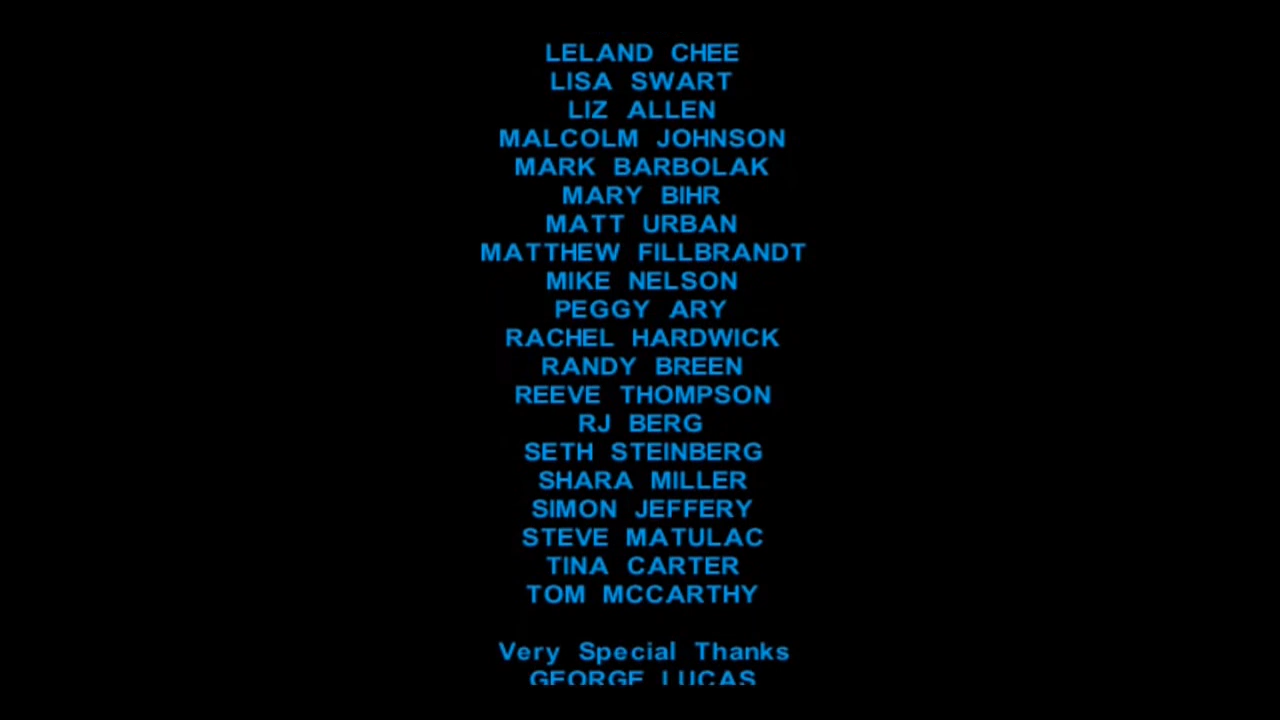 LELAND CHEE
LISA SWART
LIZ ALLEN
MALCOLM JOHNSON
MARK BARBOLAK
MARY BIHR
MATT URBAN
MATTHEW FILLBRANDT
MIKE NELSON
PEGGY ARY
RACHEL HARDWICK
RANDY BREEN
REEVE THOMPSON
RJ BERG
SETH STEINBERG
SHARA MILLER
SIMON JEFFERY
STEVE MATULAC
TINA CARTER
TOM MCCARTHY
Very Special Thanks
GEORGE LUCAS